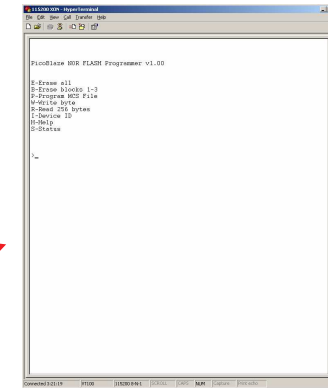 115200 XON - HyperTerminal
File Edit View Call Transfer Help
PicoBlaze NOR FLASH Programmer v1.00
E-Erase all
B-Erase blocks 1-3
P-Program MCS File
W-Write byte
R-Read 256 bytes
I-Device ID
H-Help
S-Status
>_
Connected 3:21:19 VT100 115200 8-N-1 SCROLL CAPS NUM Capture Print echo